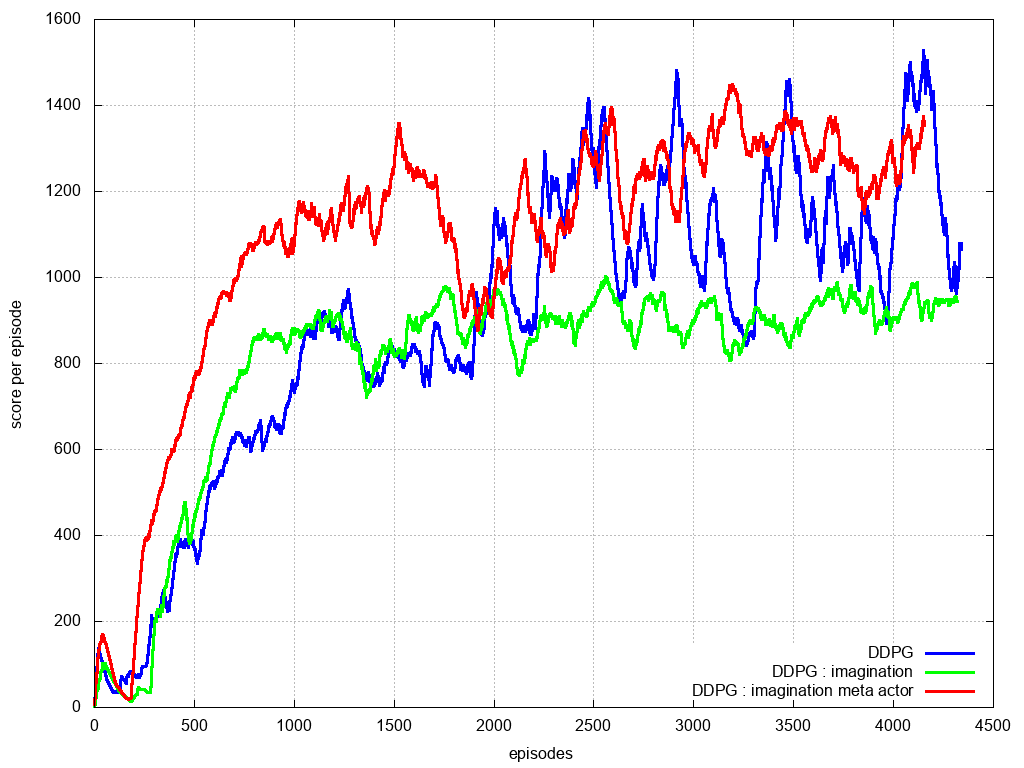 1600
1400
1200
1000
800
600
400
200
0
score per episode
0 500 1000 1500 2000 2500 3000 3500 4000 4500
episodes
DDPG
DDPG : imagination
DDPG : imagination meta actor